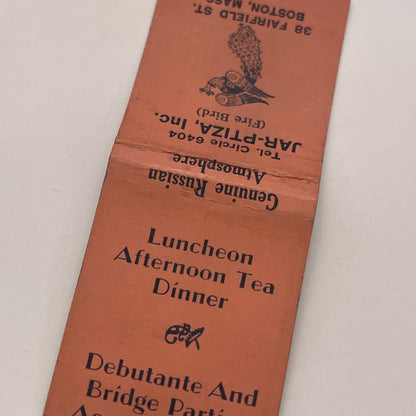 38 FAIRFIELD ST.
BOSTON, MASS
JAR-PTIZA, Inc.
(Fire Bird)
Tel. Circle 6404
Genuine Russian
Atmosphere
Luncheon
Afternoon Tea
Dinner
Debutante And
Bridge Parti